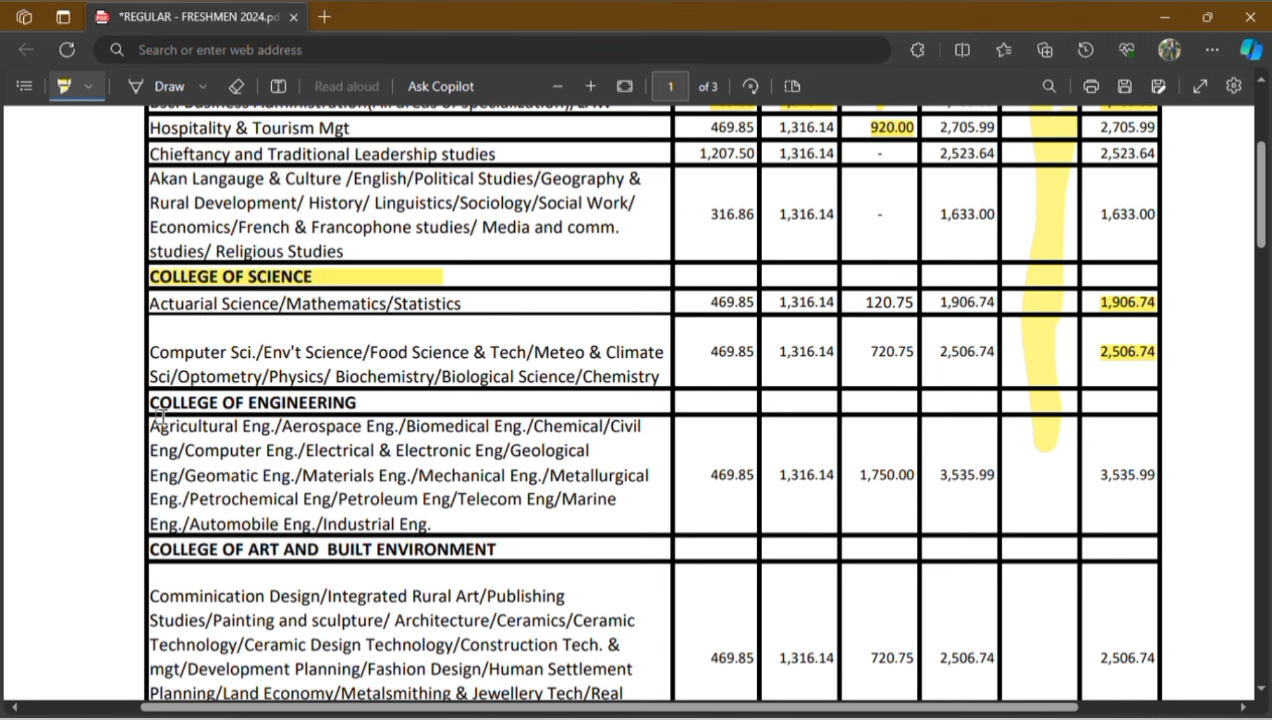 *REGULAR - FRESHMEN 2024.pd
Search or enter web address
Draw
Read aloud
Ask Copilot
1 of 3
Hospitality & Tourism Mgt 469.85 1,316.14 920.00 2,705.99 2,705.99
Chieftancy and Traditional Leadership studies 1,207.50 1,316.14 - 2,523.64 2,523.64
Akan Langauge & Culture /English/Political Studies/Geography &
Rural Development/ History/ Linguistics/Sociology/Social Work/
Economics/French & Francophone studies/ Media and comm.
studies/ Religious Studies
316.86 1,316.14 - 1,633.00 1,633.00
COLLEGE OF SCIENCE
Actuarial Science/Mathematics/Statistics 469.85 1,316.14 120.75 1,906.74 1,906.74
Computer Sci./Env't Science/Food Science & Tech/Meteo & Climate
Sci/Optometry/Physics/ Biochemistry/Biological Science/Chemistry
469.85 1,316.14 720.75 2,506.74 2,506.74
COLLEGE OF ENGINEERING
Agricultural Eng./Aerospace Eng./Biomedical Eng./Chemical/Civil
Eng/Computer Eng./Electrical & Electronic Eng/Geological
Eng/Geomatic Eng./Materials Eng./Mechanical Eng./Metallurgical
Eng./Petrochemical Eng/Petroleum Eng/Telecom Eng/Marine
Eng./Automobile Eng./Industrial Eng.
469.85 1,316.14 1,750.00 3,535.99 3,535.99
COLLEGE OF ART AND BUILT ENVIRONMENT
Comminication Design/Integrated Rural Art/Publishing
Studies/Painting and sculpture/ Architecture/Ceramics/Ceramic
Technology/Ceramic Design Technology/Construction Tech. &
mgt/Development Planning/Fashion Design/Human Settlement
Planning/Land Economy/Metalsmithing & Jewellery Tech/Real
469.85 1,316.14 720.75 2,506.74 2,506.74